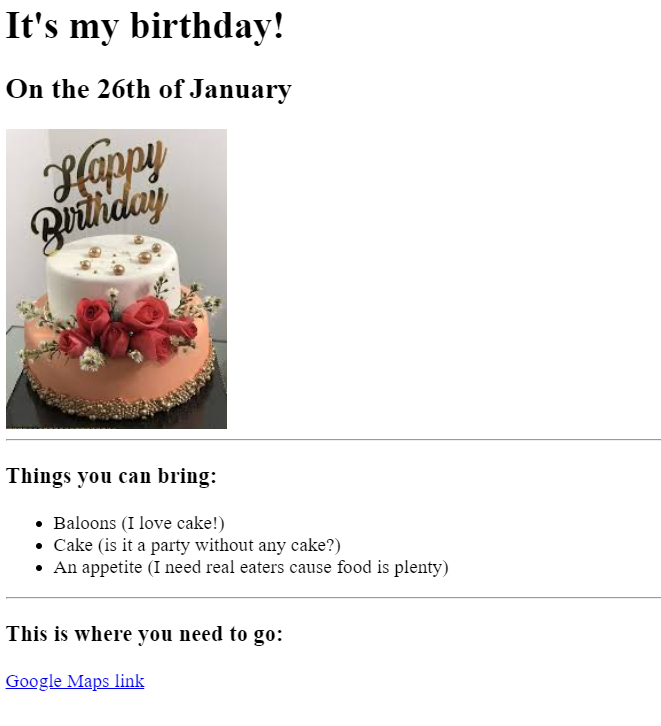 It's my birthday!
On the 26th of January
Happy
Birthday
Things you can bring:
Baloons (I love cake!)
Cake (is it a party without any cake?)
An appetite (I need real eaters cause food is plenty)
This is where you need to go:
Google Maps link